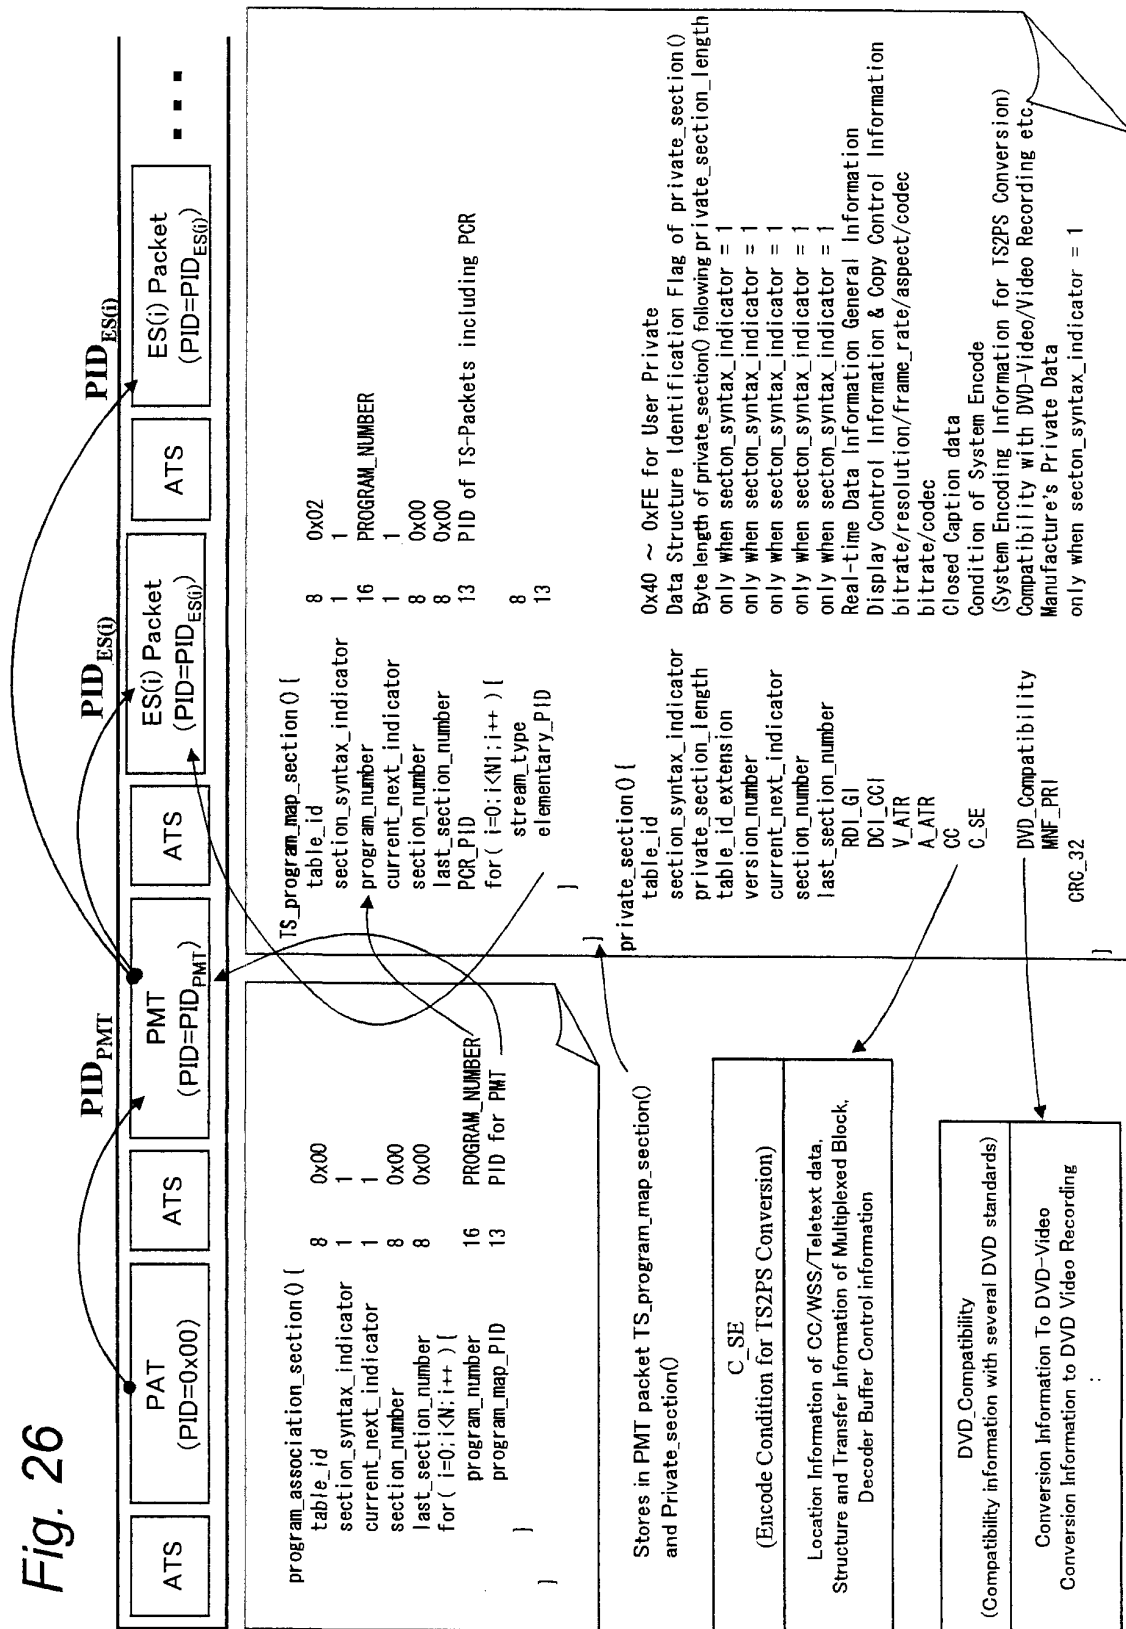 Fig. 26
PID_PMT
PID_ES(i)
PID_ES(i)
ATS
PAT
(PID=0x00)
ATS
PMT
(PID=PID_PMT)
ATS
ES(i) Packet
(PID=PID_ES(i))
ATS
ES(i) Packet
(PID=PID_ES(i))
...
program_association_section() {
table_id 8 0x00
section_syntax_indicator 1 1
current_next_indicator 1 1
section_number 8 0x00
last_section_number 8 0x00
for( i=0;i<N;i++ ) {
program_number 16 PROGRAM_NUMBER
program_map_PID 13 PID for PMT
}
}
Stores in PMT packet TS_program_map_section()
and Private_section()
C_SE
(Encode Condition for TS2PS Conversion)
Location Information of CC/WSS/Teletext data,
Structure and Transfer Information of Multiplexed Block,
Decoder Buffer Control information
DVD_Compatibility
(Compatibility information with several DVD standards)
Conversion Information To DVD-Video
Conversion Information to DVD Video Recording
:
TS_program_map_section() {
table_id 8 0x02
section_syntax_indicator 1 1
program_number 16 PROGRAM_NUMBER
current_next_indicator 1 1
section_number 8 0x00
last_section_number 8 0x00
PCR_PID 13 PID of TS-Packets including PCR
for( i=0;i<N1;i++ ) {
stream_type 8
elementary_PID 13
}
}
private_section() {
table_id 0x40 ~ 0xFE for User Private
section_syntax_indicator Data Structure Identification Flag of private_section()
private_section_length Byte length of private_section() following private_section_length
table_id_extension only when secton_syntax_indicator = 1
version_number only when secton_syntax_indicator = 1
current_next_indicator only when secton_syntax_indicator = 1
section_number only when secton_syntax_indicator = 1
last_section_number only when secton_syntax_indicator = 1
RDI_GI Real-time Data Information General Information
DCI_CCI Display Control Information & Copy Control Information
V_ATR bitrate/resolution/frame_rate/aspect/codec
A_ATR bitrate/codec
CC Closed Caption data
C_SE Condition of System Encode
(System Encoding Information for TS2PS Conversion)
DVD_Compatibility Compatibility with DVD-Video/Video Recording etc.
MNF_PRI Manufacture's Private Data
CRC_32 only when secton_syntax_indicator = 1
}